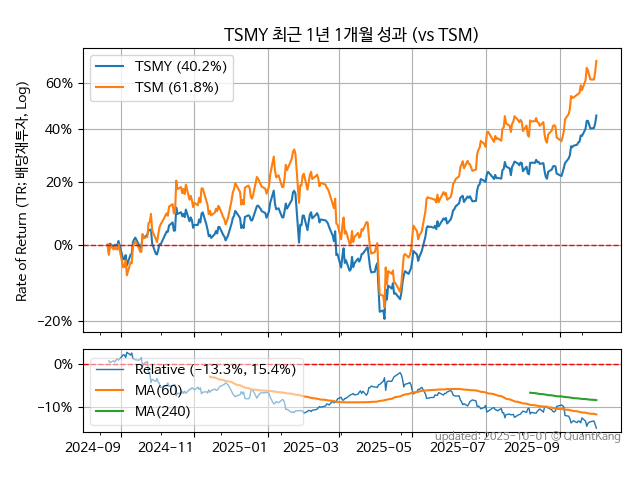 TSMY 최근 1년 1개월 성과 (vs TSM)
TSMY (40.2%)
TSM (61.8%)
60%
40%
20%
0%
−20%
Rate of Return (TR: 배당재투자, Log)
Relative (−13.3%, 15.4%)
MA(60)
MA(240)
0%
−10%
2024−09
2024−11
2025−01
2025−03
2025−05
2025−07
2025−09
updated: 2025−10−01 © QuantKang